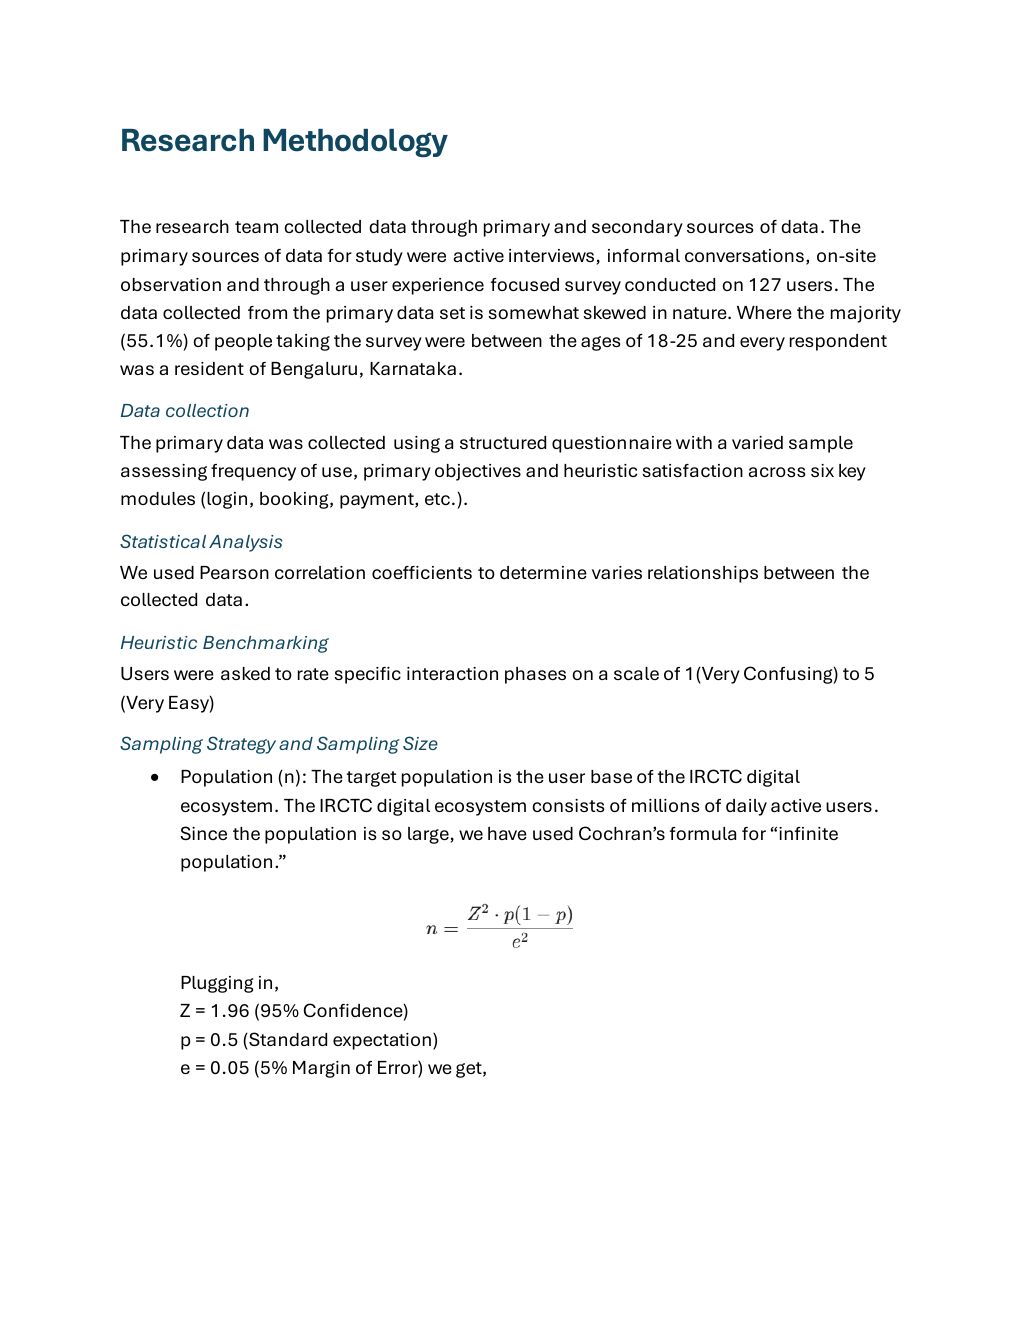 Research Methodology
The research team collected data through primary and secondary sources of data. The
primary sources of data for study were active interviews, informal conversations, on-site
observation and through a user experience focused survey conducted on 127 users. The
data collected from the primary data set is somewhat skewed in nature. Where the majority
(55.1%) of people taking the survey were between the ages of 18-25 and every respondent
was a resident of Bengaluru, Karnataka.
Data collection
The primary data was collected using a structured questionnaire with a varied sample
assessing frequency of use, primary objectives and heuristic satisfaction across six key
modules (login, booking, payment, etc.).
Statistical Analysis
We used Pearson correlation coefficients to determine varies relationships between the
collected data.
Heuristic Benchmarking
Users were asked to rate specific interaction phases on a scale of 1(Very Confusing) to 5
(Very Easy)
Sampling Strategy and Sampling Size
• Population (n): The target population is the user base of the IRCTC digital
ecosystem. The IRCTC digital ecosystem consists of millions of daily active users.
Since the population is so large, we have used Cochran’s formula for “infinite
population.”
n = Z² · p(1 − p) / e²
Plugging in,
Z = 1.96 (95% Confidence)
p = 0.5 (Standard expectation)
e = 0.05 (5% Margin of Error) we get,